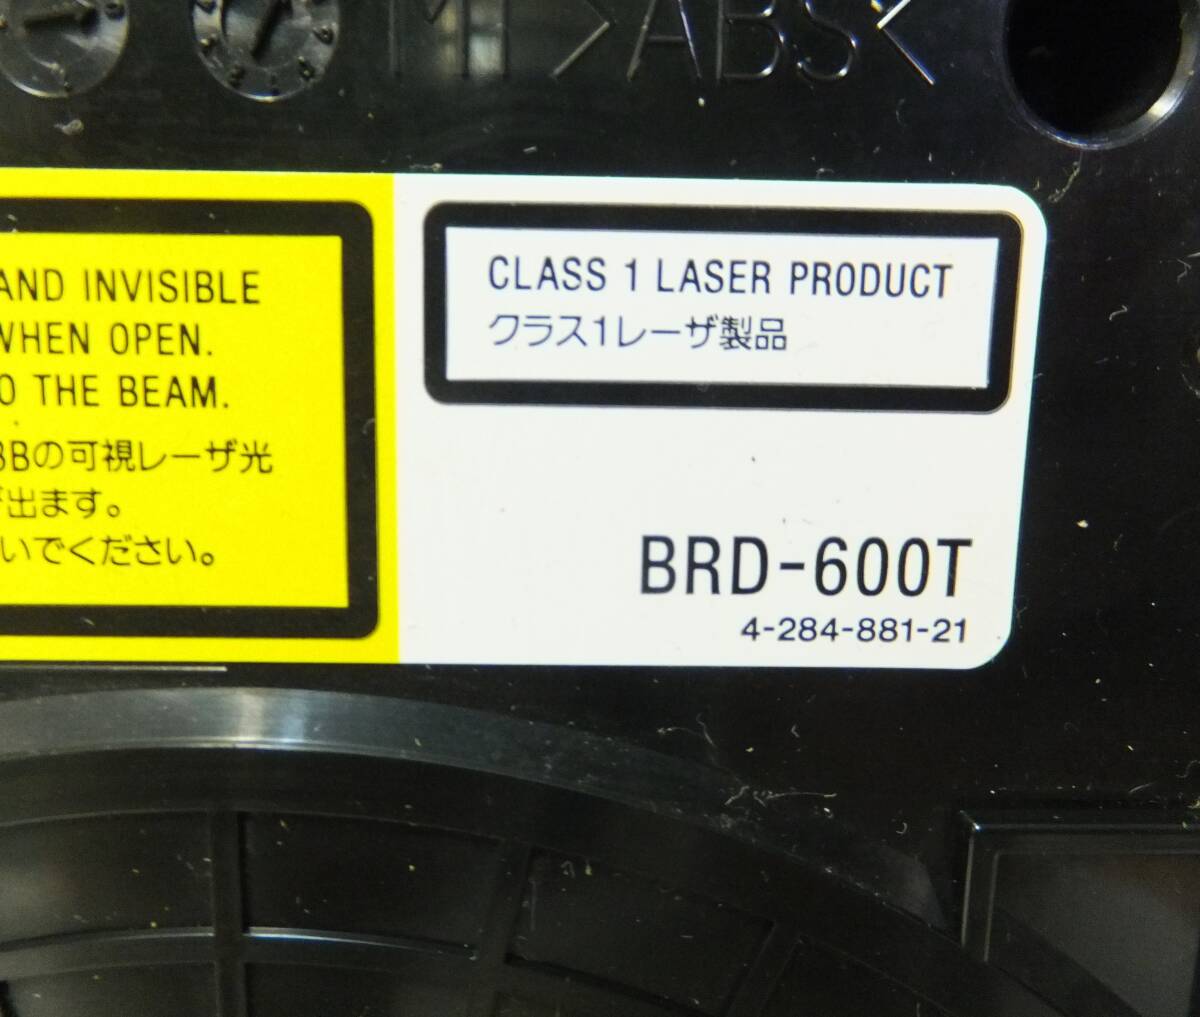 >ABS<
AND INVISIBLE
WHEN OPEN.
THE BEAM.
3Bの可視レーザ光
出ます。
いでください。
CLASS 1 LASER PRODUCT
クラス1レーザ製品
BRD-600T
4-284-881-21